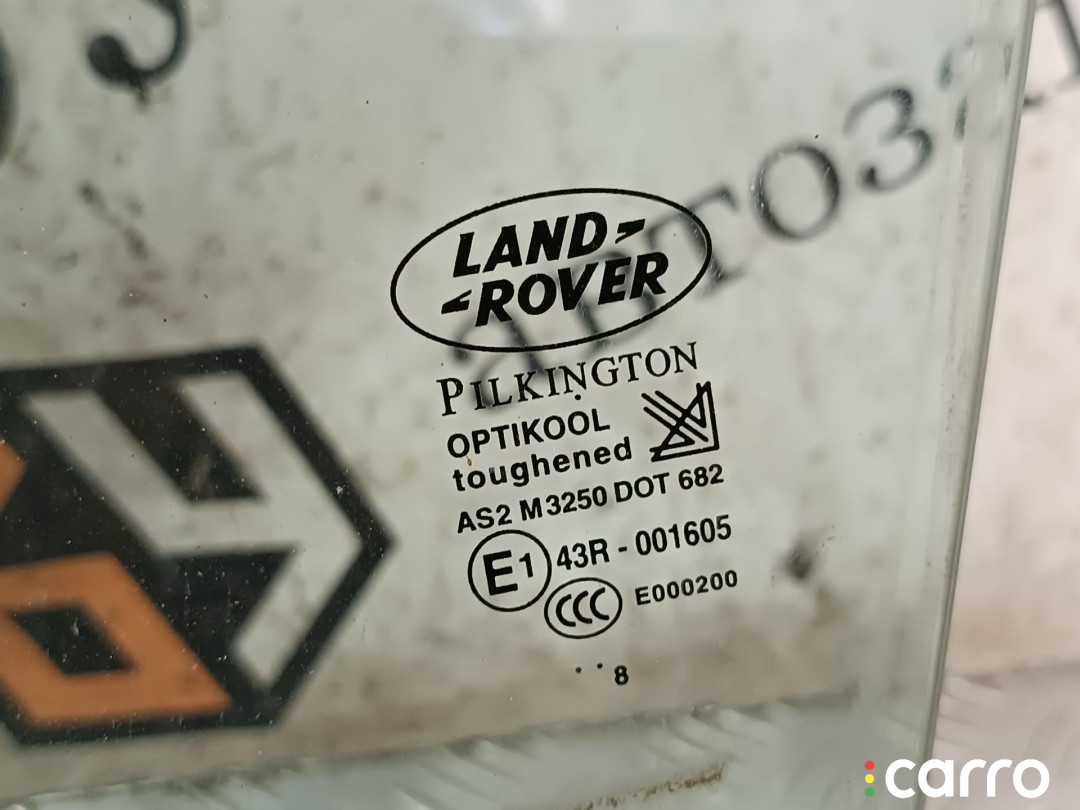 LAND
ROVER
PILKINGTON
OPTIKOOL
toughened
AS2 M3250 DOT 682
E1 43R - 001605
CCC E000200
. . 8
carro